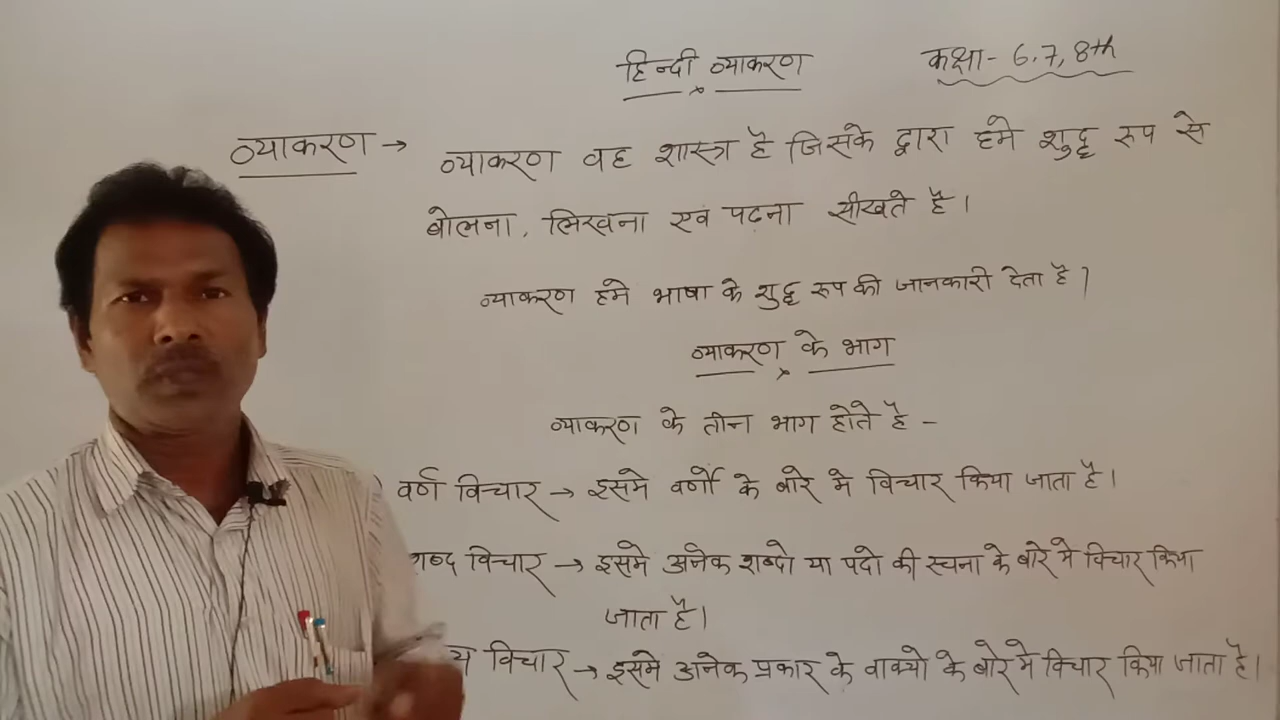 हिन्दी व्याकरण
कक्षा- 6,7,8th
व्याकरण → व्याकरण वह शास्त्र है जिसके द्वारा हमे शुद्ध रूप से
बोलना, लिखना एवं पढ़ना सीखते है।
व्याकरण हमे भाषा के शुद्ध रूप की जानकारी देता है।
व्याकरण के भाग
व्याकरण के तीन भाग होते है -
वर्ण विचार → इसमे वर्णो के बारे मे विचार किया जाता है।
विचार → इसमे अनेक शब्दो या पदो की रचना के बारे मे विचार किया
जाता है।
विचार → इसमे अनेक प्रकार के वाक्यो के बारे मे विचार किया जाता है।